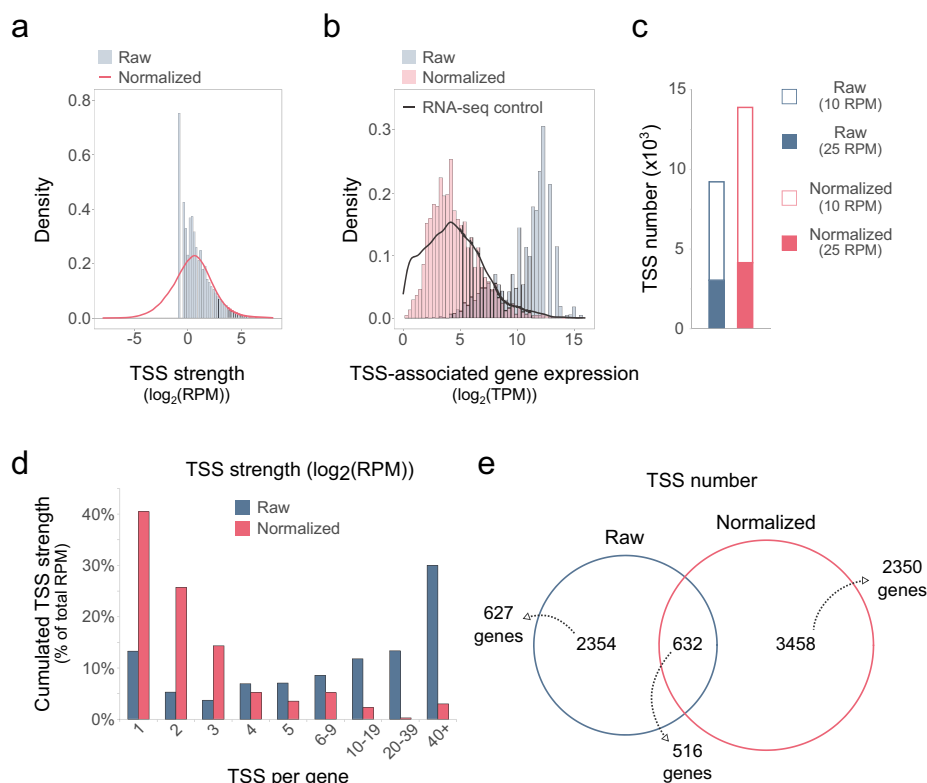 a
Raw
Normalized
0.8
0.6
0.4
0.2
0.0
Density
-5
0
5
TSS strength
(log2(RPM))
b
Raw
Normalized
RNA-seq control
0.3
0.2
0.1
0.0
Density
0
5
10
15
TSS-associated gene expression
(log2(TPM))
c
15
10
5
0
TSS number (x10³)
Raw
(10 RPM)
Raw
(25 RPM)
Normalized
(10 RPM)
Normalized
(25 RPM)
d
TSS strength (log2(RPM))
Raw
Normalized
40%
30%
20%
10%
0%
Cumulated TSS strength
(% of total RPM)
1
2
3
4
5
6-9
10-19
20-39
40+
TSS per gene
e
TSS number
Raw
Normalized
627
genes
2354
632
3458
2350
genes
516
genes